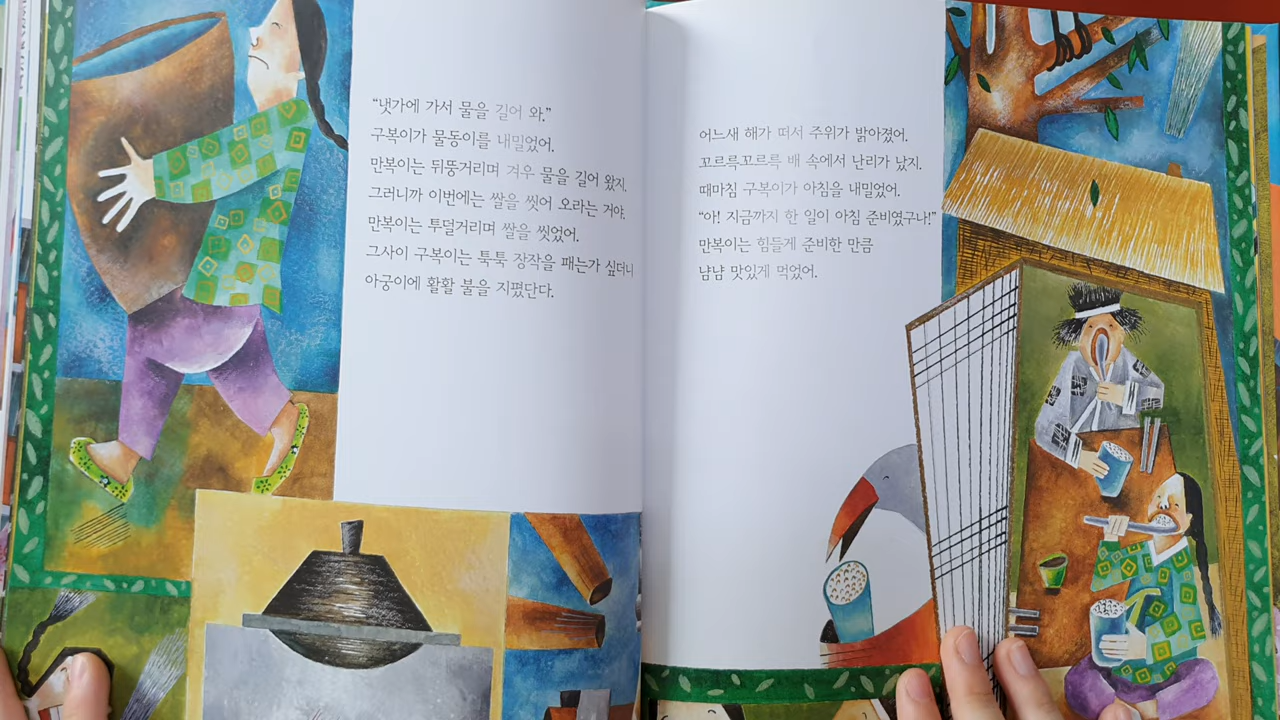 “냇가에 가서 물을 길어 와.”
구복이가 물동이를 내밀었어.
만복이는 뒤뚱거리며 겨우 물을 길어 왔지.
그러니까 이번에는 쌀을 씻어 오라는 거야.
만복이는 투덜거리며 쌀을 씻었어.
그사이 구복이는 툭툭 장작을 패는가 싶더니
아궁이에 활활 불을 지폈단다.
어느새 해가 떠서 주위가 밝아졌어.
꼬르륵꼬르륵 배 속에서 난리가 났지.
때마침 구복이가 아침을 내밀었어.
“아! 지금까지 한 일이 아침 준비였구나!”
만복이는 힘들게 준비한 만큼
냠냠 맛있게 먹었어.